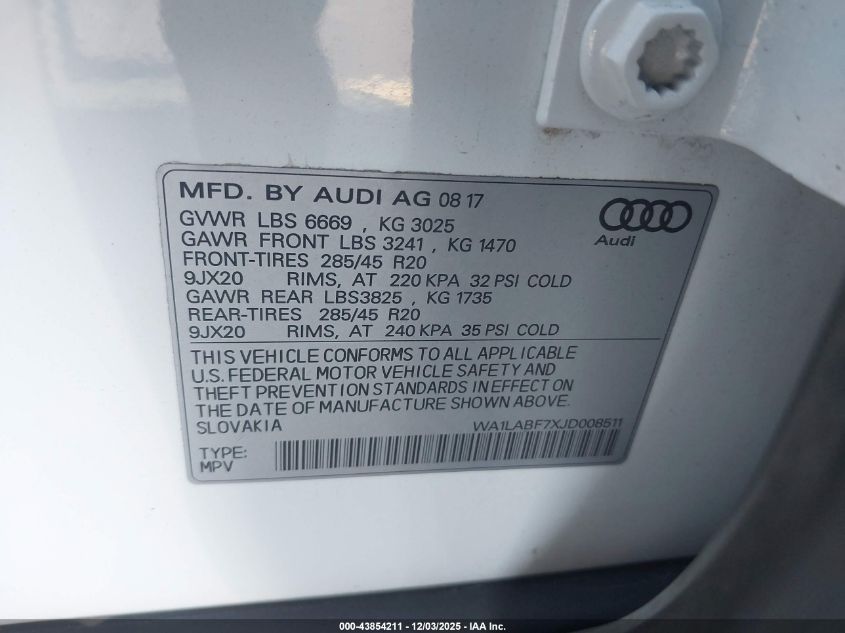 MFD. BY AUDI AG 08 17
GVWR LBS 6669 , KG 3025
GAWR FRONT LBS 3241 , KG 1470
FRONT-TIRES 285/45 R20
9JX20 RIMS, AT 220 KPA 32 PSI COLD
GAWR REAR LBS3825 , KG 1735
REAR-TIRES 285/45 R20
9JX20 RIMS, AT 240 KPA 35 PSI COLD
Audi
THIS VEHICLE CONFORMS TO ALL APPLICABLE
U.S. FEDERAL MOTOR VEHICLE SAFETY AND
THEFT PREVENTION STANDARDS IN EFFECT ON
THE DATE OF MANUFACTURE SHOWN ABOVE.
SLOVAKIA WA1LABF7XJD008511
TYPE:
MPV
000-43854211 - 12/03/2025 - IAA Inc.